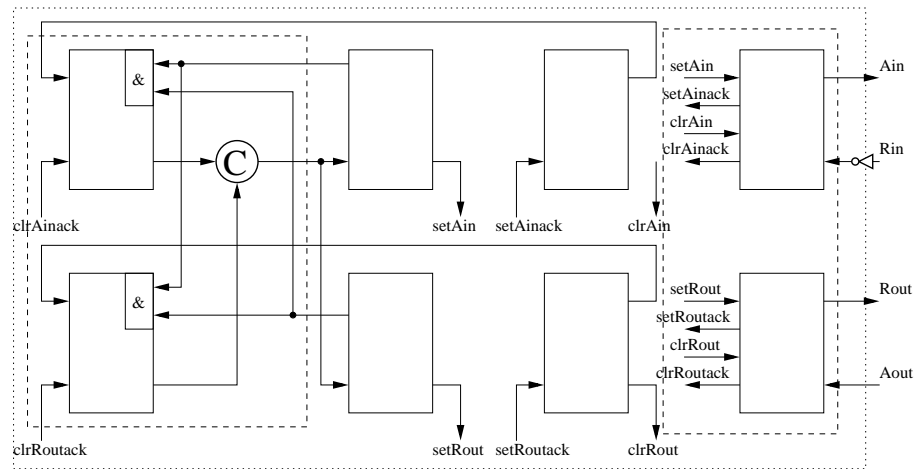 setAin
Ain
&
setAinack
clrAin
clrAinack
Rin
C
clrAinack
setAin
setAinack
clrAin
setRout
Rout
&
setRoutack
clrRout
clrRoutack
Aout
clrRoutack
setRout
setRoutack
clrRout